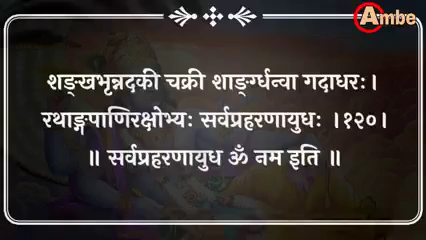 Ambe
शङ्खभृन्नदकी चक्री शार्ङ्गधन्वा गदाधरः।
रथाङ्गपाणिरक्षोभ्यः सर्वप्रहरणायुधः ।१२०।
॥ सर्वप्रहरणायुध ॐ नम इति ॥